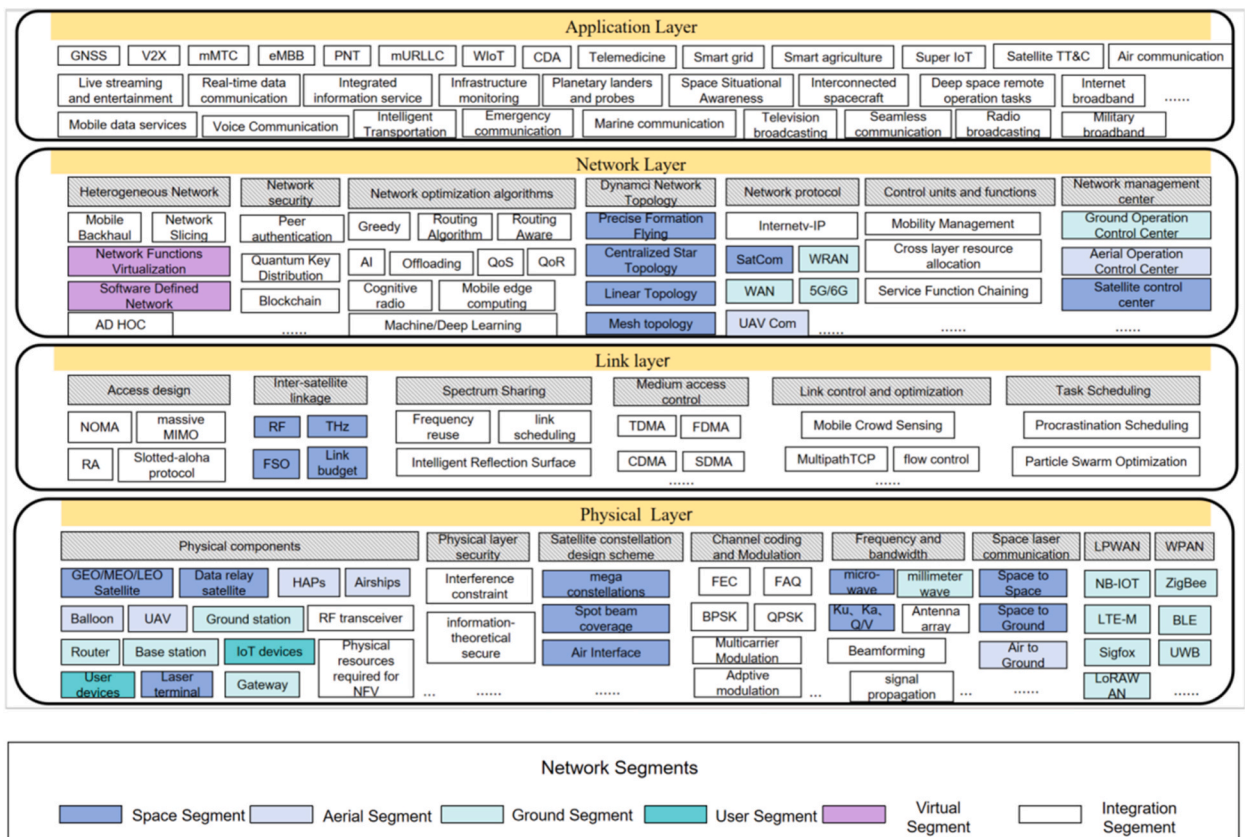 Application Layer
GNSS V2X mMTC eMBB PNT mURLLC WIoT CDA Telemedicine Smart grid Smart agriculture Super IoT Satellite TT&C Air communication
Live streaming and entertainment
Real-time data communication
Integrated information service
Infrastructure monitoring
Planetary landers and probes
Space Situational Awareness
Interconnected spacecraft
Deep space remote operation tasks
Internet broadband
......
Mobile data services
Voice Communication
Intelligent Transportation
Emergency communication
Marine communication
Television broadcasting
Seamless communication
Radio broadcasting
Military broadband
Network Layer
Heterogeneous Network
Mobile Backhaul
Network Slicing
Network Functions Virtualization
Software Defined Network
AD HOC
Network security
Peer authentication
Quantum Key Distribution
Blockchain
......
Network optimization algorithms
Greedy
Routing Algorithm
Routing Aware
AI Offloading QoS QoR
Cognitive radio
Mobile edge computing
Machine/Deep Learning
Dynamci Network Topology
Precise Formation Flying
Centralized Star Topology
Linear Topology
Mesh topology
Network protocol
Internetv-IP
SatCom WRAN
WAN 5G/6G
UAV Com ......
Control units and functions
Mobility Management
Cross layer resource allocation
Service Function Chaining
......
Network management center
Ground Operation Control Center
Aerial Operation Control Center
Satellite control center
......
Link layer
Access design
NOMA
massive MIMO
RA
Slotted-aloha protocol
Inter-satellite linkage
RF THz
FSO
Link budget
Spectrum Sharing
Frequency reuse
link scheduling
Intelligent Reflection Surface
Medium access control
TDMA FDMA
CDMA SDMA
......
Link control and optimization
Mobile Crowd Sensing
MultipathTCP flow control
......
Task Scheduling
Procrastination Scheduling
Particle Swarm Optimization
Physical Layer
Physical components
GEO/MEO/LEO Satellite
Data relay satellite
HAPs Airships
Balloon UAV Ground station RF transceiver
Router Base station IoT devices
Physical resources required for NFV
User devices
Laser terminal
Gateway
...
Physical layer security
Interference constraint
information-theoretical secure
......
Satellite constellation design scheme
mega constellations
Spot beam coverage
Air Interface
......
Channel coding and Modulation
FEC FAQ
BPSK QPSK
Multicarrier Modulation
Adptive modulation
...
Frequency and bandwidth
micro-wave
millimeter wave
Ku、Ka、Q/V
Antenna array
Beamforming
signal propagation
...
Space laser communication
Space to Space
Space to Ground
Air to Ground
......
LPWAN
NB-IOT
LTE-M
Sigfox
LoRAWAN
WPAN
ZigBee
BLE
UWB
......
Network Segments
Space Segment
Aerial Segment
Ground Segment
User Segment
Virtual Segment
Integration Segement